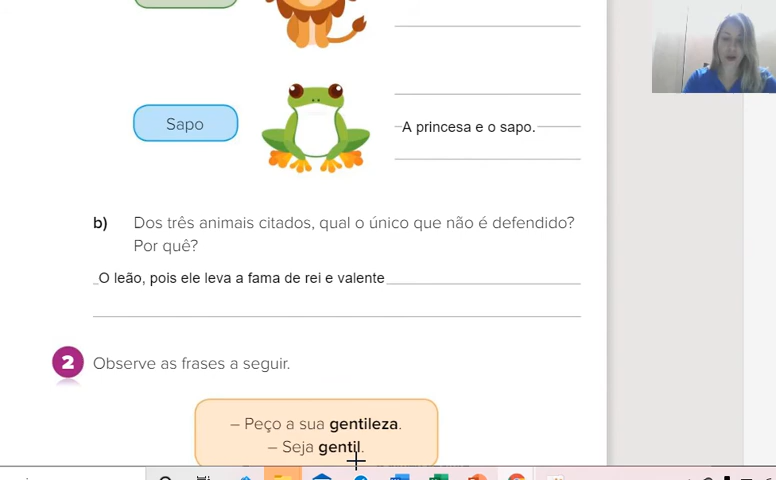 Sapo
A princesa e o sapo.
b) Dos três animais citados, qual o único que não é defendido?
Por quê?
O leão, pois ele leva a fama de rei e valente
2 Observe as frases a seguir.
– Peço a sua gentileza.
– Seja gentil.